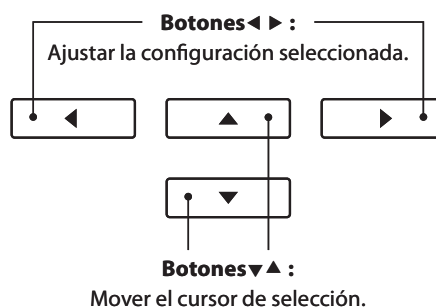 Botones◀ ▶ :
Ajustar la configuración seleccionada.
◀ ▲ ▶
▼
Botones▼▲ :
Mover el cursor de selección.